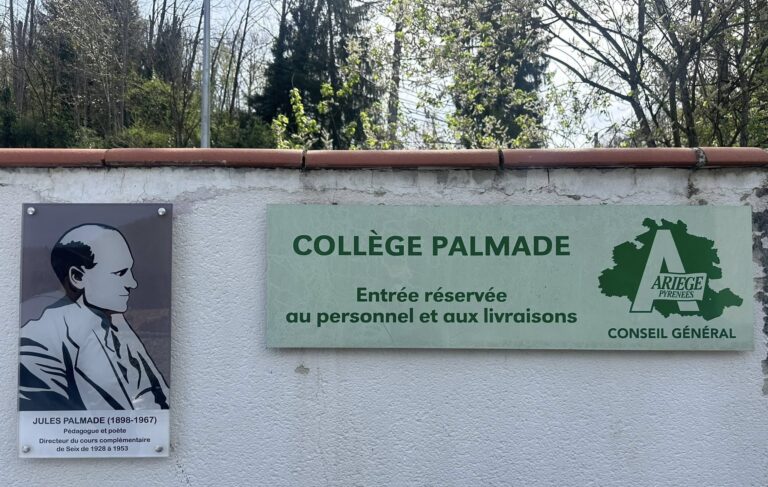 JULES PALMADE (1898-1967)
Pédagogue et poète
Directeur du cours complémentaire
de Seix de 1928 à 1953
COLLÈGE PALMADE
Entrée réservée
au personnel et aux livraisons
A
ARIEGE
PYRENEES
CONSEIL GÉNÉRAL